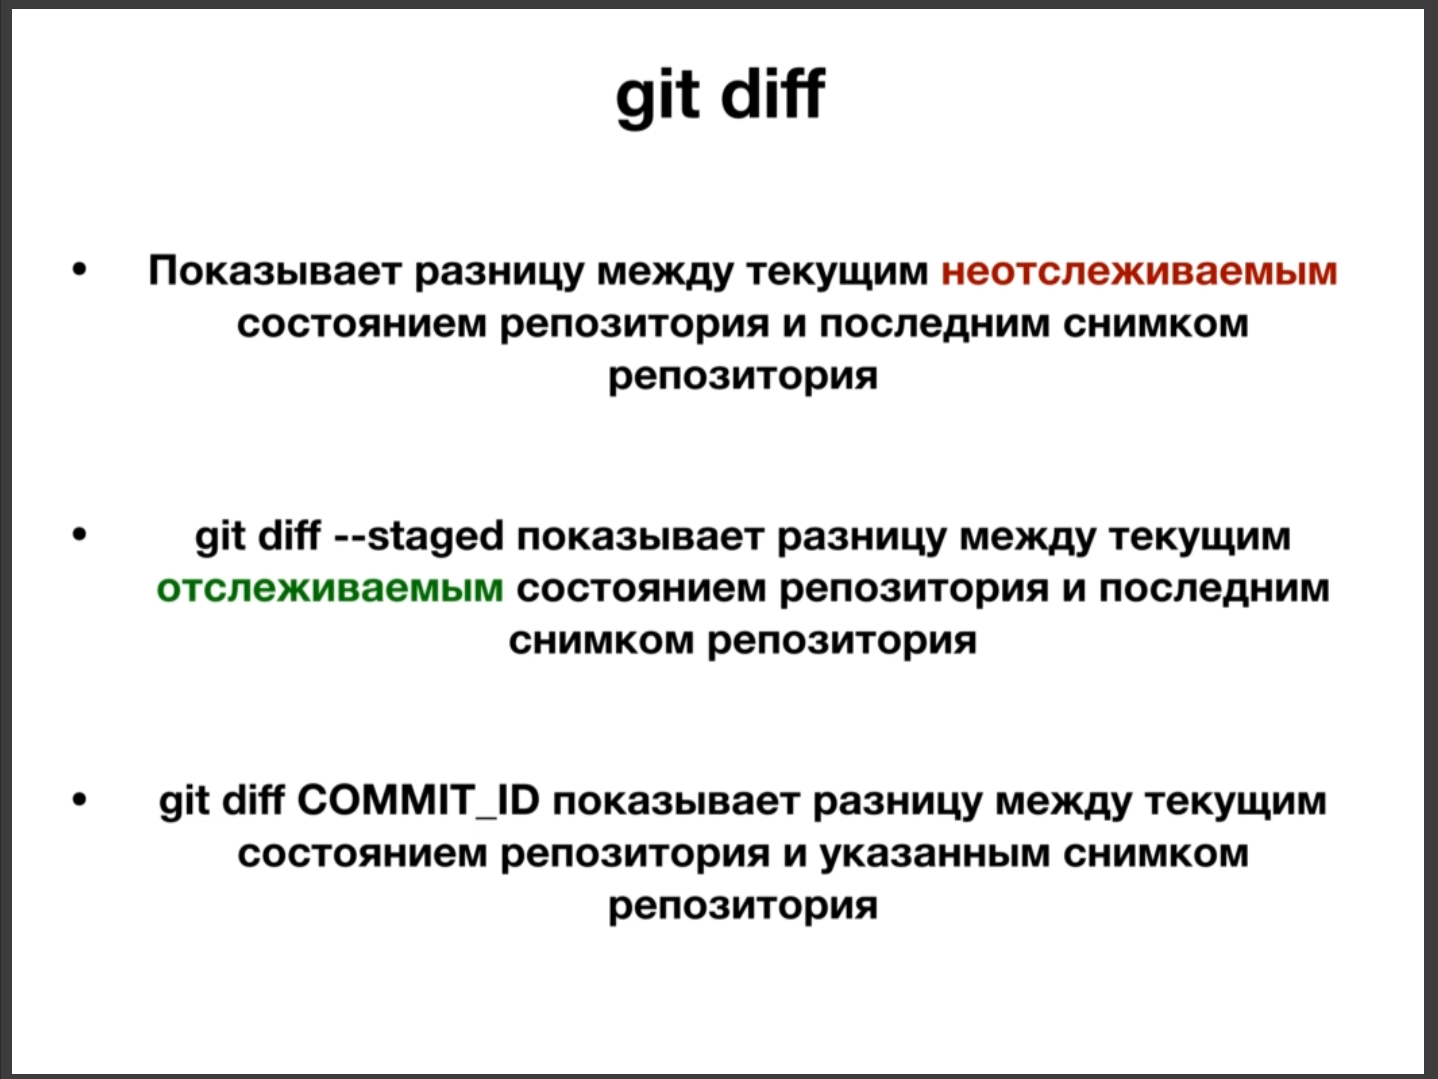 git diff
• Показывает разницу между текущим неотслеживаемым
состоянием репозитория и последним снимком
репозитория
• git diff --staged показывает разницу между текущим
отслеживаемым состоянием репозитория и последним
снимком репозитория
• git diff COMMIT_ID показывает разницу между текущим
состоянием репозитория и указанным снимком
репозитория